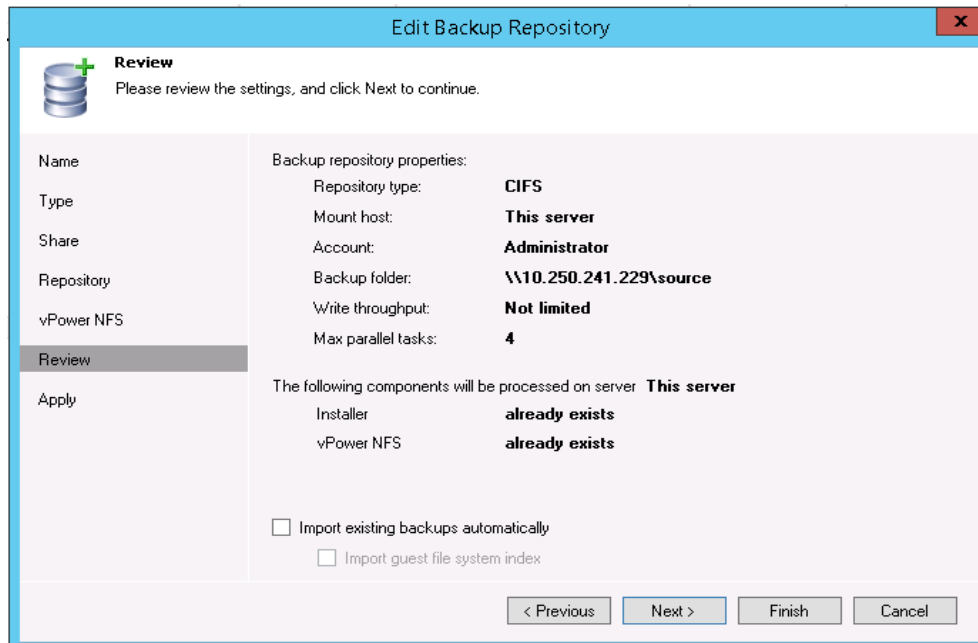 Edit Backup Repository
x
Review
Please review the settings, and click Next to continue.
Name
Type
Share
Repository
vPower NFS
Review
Apply
Backup repository properties:
Repository type: CIFS
Mount host: This server
Account: Administrator
Backup folder: \\10.250.241.229\source
Write throughput: Not limited
Max parallel tasks: 4
The following components will be processed on server This server
Installer already exists
vPower NFS already exists
Import existing backups automatically
Import guest file system index
< Previous Next > Finish Cancel